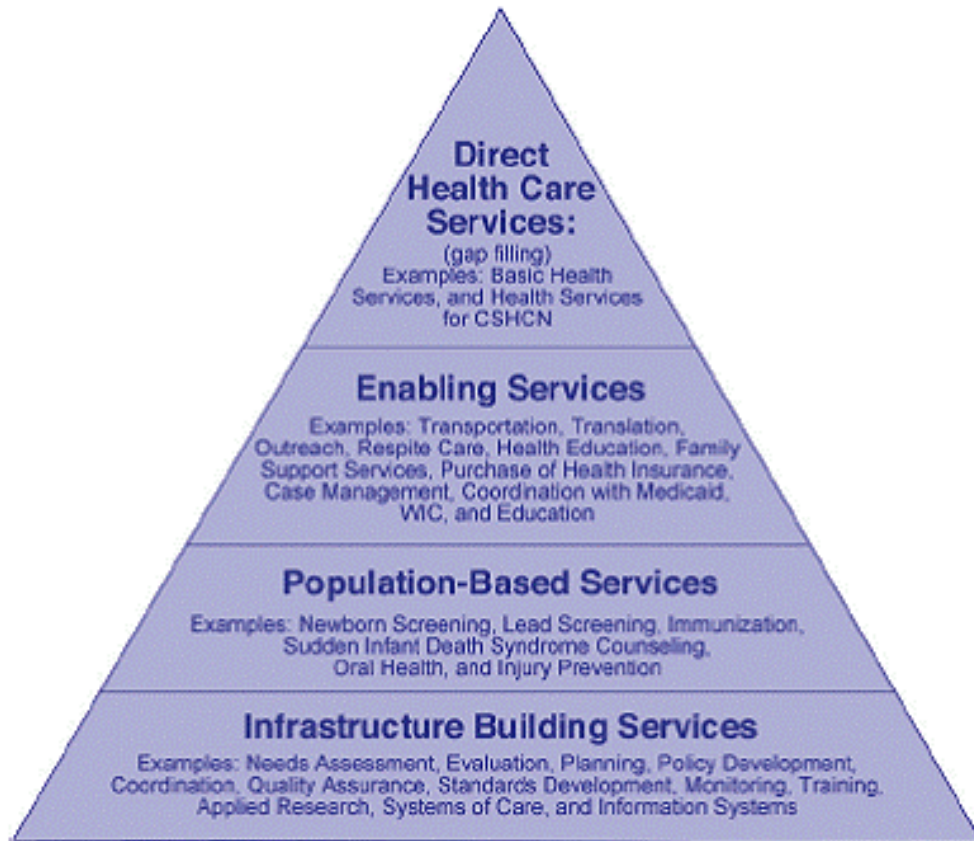 Direct
Health Care
Services:
(gap filling)
Examples: Basic Health
Services, and Health Services
for CSHCN
Enabling Services
Examples: Transportation, Translation,
Outreach, Respite Care, Health Education, Family
Support Services, Purchase of Health Insurance,
Case Management, Coordination with Medicaid,
WIC, and Education
Population-Based Services
Examples: Newborn Screening, Lead Screening, Immunization,
Sudden Infant Death Syndrome Counseling,
Oral Health, and Injury Prevention
Infrastructure Building Services
Examples: Needs Assessment, Evaluation, Planning, Policy Development,
Coordination, Quality Assurance, Standards Development, Monitoring, Training,
Applied Research, Systems of Care, and Information Systems